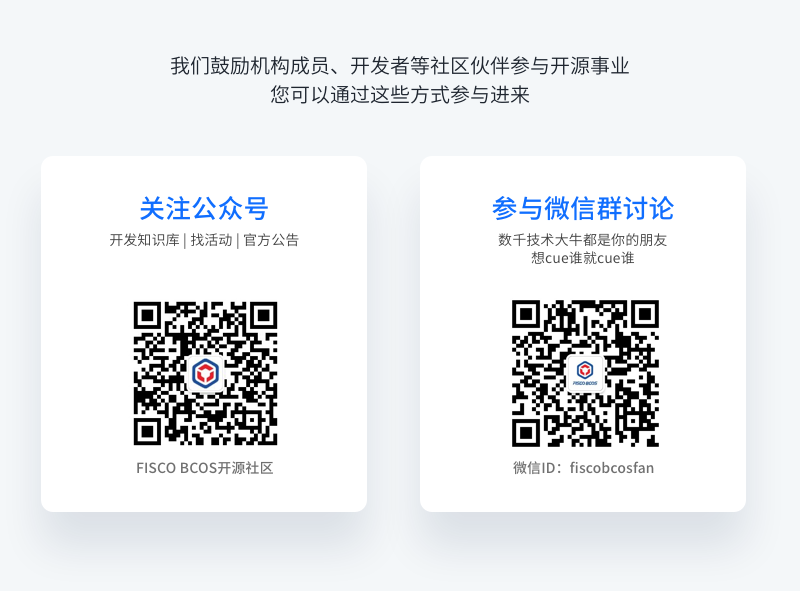 我们鼓励机构成员、开发者等社区伙伴参与开源事业
您可以通过这些方式参与进来
关注公众号
开发知识库 | 找活动 | 官方公告
FISCO BCOS开源社区
参与微信群讨论
数千技术大牛都是你的朋友
想cue谁就cue谁
FISCO BCOS
微信ID：fiscobcosfan